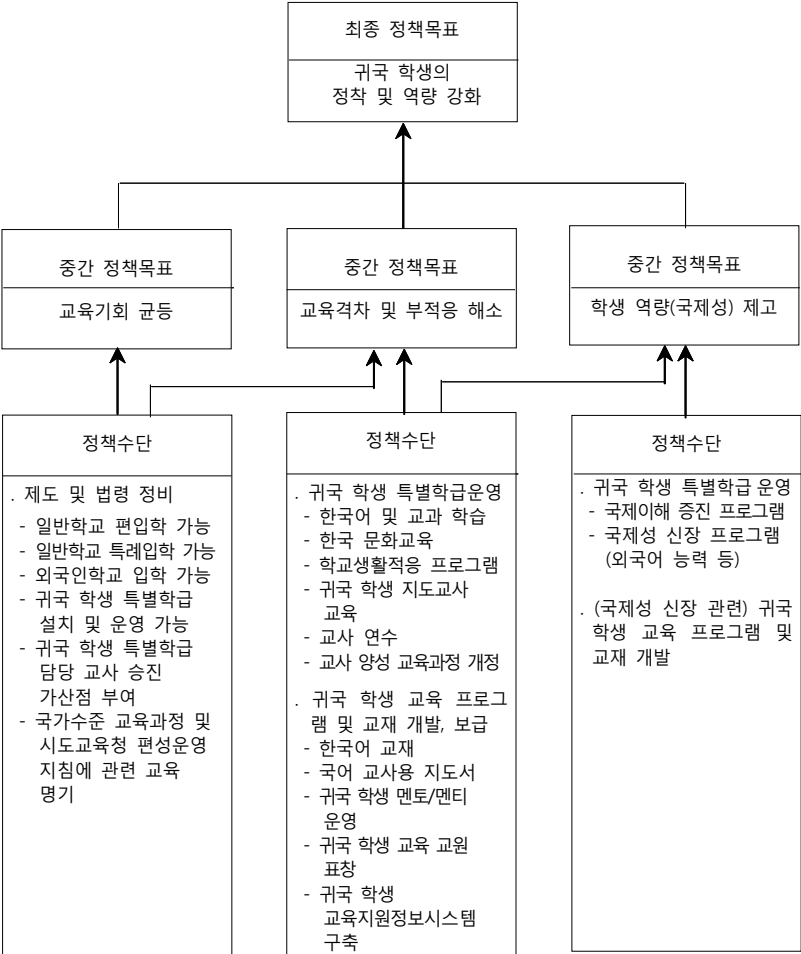 최종 정책목표
귀국 학생의
정착 및 역량 강화
중간 정책목표
교육기회 균등
중간 정책목표
교육격차 및 부적응 해소
중간 정책목표
학생 역량(국제성) 제고
정책수단
. 제도 및 법령 정비
- 일반학교 편입학 가능
- 일반학교 특례입학 가능
- 외국인학교 입학 가능
- 귀국 학생 특별학급
설치 및 운영 가능
- 귀국 학생 특별학급
담당 교사 승진
가산점 부여
- 국가수준 교육과정 및
시도교육청 편성운영
지침에 관련 교육
명기
정책수단
. 귀국 학생 특별학급운영
- 한국어 및 교과 학습
- 한국 문화교육
- 학교생활적응 프로그램
- 귀국 학생 지도교사
교육
- 교사 연수
- 교사 양성 교육과정 개정
. 귀국 학생 교육 프로그
램 및 교재 개발, 보급
- 한국어 교재
- 국어 교사용 지도서
- 귀국 학생 멘토/멘티
운영
- 귀국 학생 교육 교원
표창
- 귀국 학생
교육지원정보시스템
구축
정책수단
. 귀국 학생 특별학급 운영
- 국제이해 증진 프로그램
- 국제성 신장 프로그램
(외국어 능력 등)
. (국제성 신장 관련) 귀국
학생 교육 프로그램 및
교재 개발